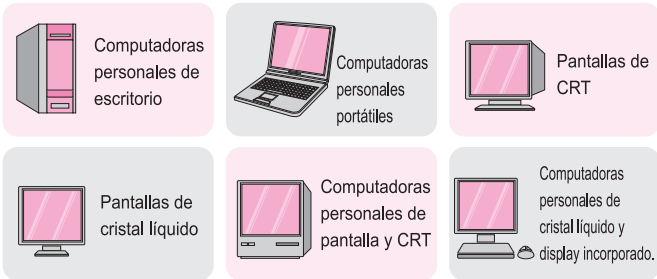 Computadoras
personales de
escritorio
Computadoras
personales
portátiles
Pantallas de
CRT
Pantallas de
cristal líquido
Computadoras
personales de
pantalla y CRT
Computadoras
personales de
cristal líquido y
display incorporado.